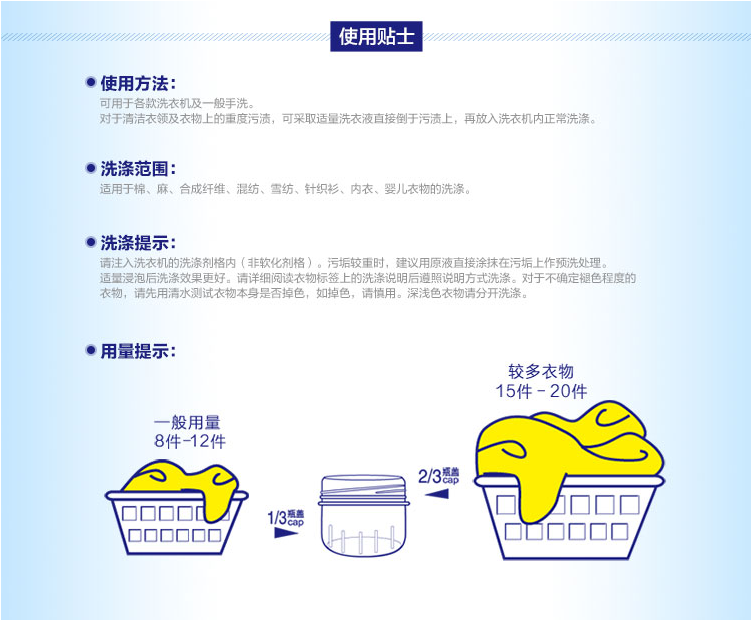 使用贴士
使用方法：
可用于各款洗衣机及一般手洗。
对于清洁衣领及衣物上的重度污渍，可采取适量洗衣液直接倒于污渍上，再放入洗衣机内正常洗涤。
洗涤范围：
适用于棉、麻、合成纤维、混纺、雪纺、针织衫、内衣、婴儿衣物的洗涤。
洗涤提示：
请注入洗衣机的洗涤剂格内（非软化剂格）。污垢较重时，建议用原液直接涂抹在污垢上作预洗处理。
适量浸泡后洗涤效果更好。请详细阅读衣物标签上的洗涤说明后遵照说明方式洗涤。对于不确定褪色程度的
衣物，请先用清水测试衣物本身是否掉色，如掉色，请慎用。深浅色衣物请分开洗涤。
用量提示：
较多衣物
15件－20件
一般用量
8件–12件
2/3瓶盖cap
1/3瓶盖cap